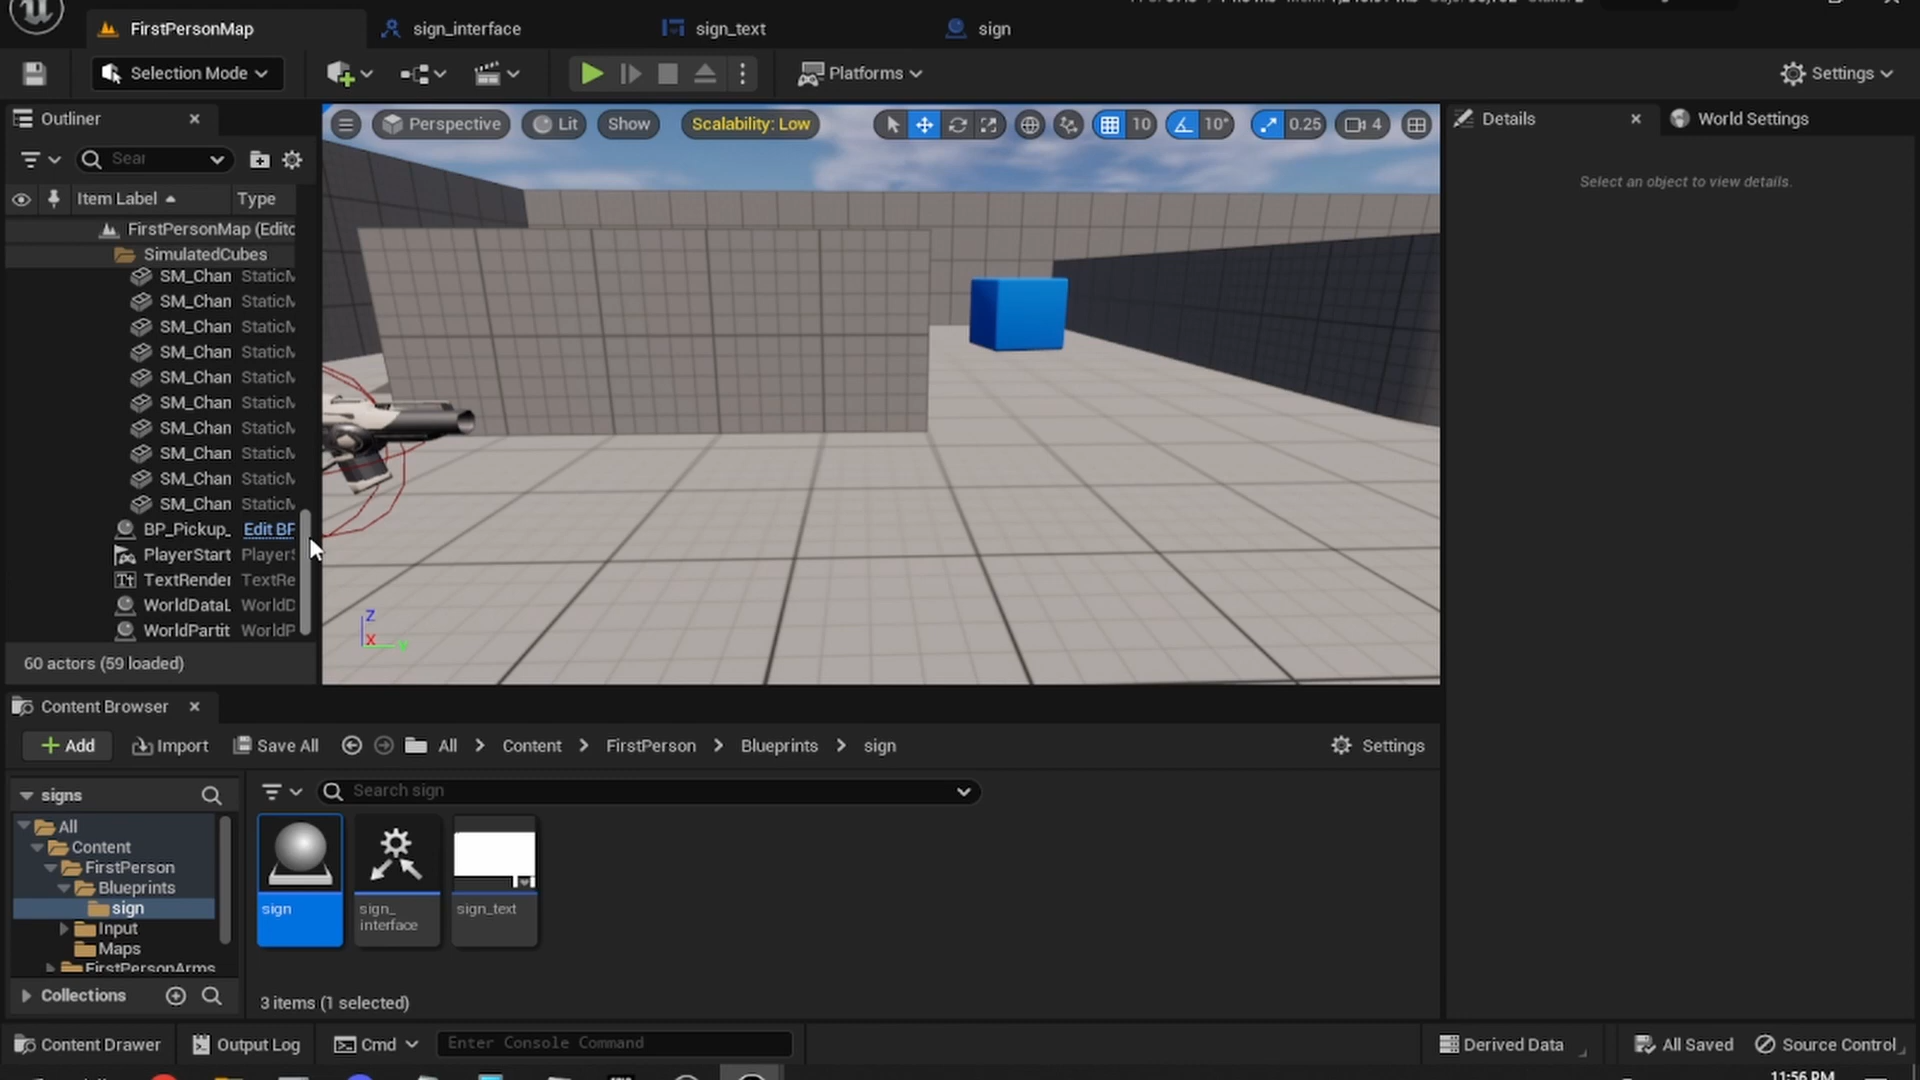 FirstPersonMap
sign_interface
sign_text
sign
Selection Mode
Platforms
Settings
Outliner
Sear
Item Label
Type
FirstPersonMap (Edito
SimulatedCubes
SM_Chan StaticM
SM_Chan StaticM
SM_Chan StaticM
SM_Chan StaticM
SM_Chan StaticM
SM_Chan StaticM
SM_Chan StaticM
SM_Chan StaticM
SM_Chan StaticM
SM_Chan StaticM
BP_Pickup_ Edit BP
PlayerStart PlayerS
TextRender TextRe
WorldDataL WorldD
WorldPartit WorldP
60 actors (59 loaded)
Perspective
Lit
Show
Scalability: Low
10
10°
0.25
4
Z
X
Details
World Settings
Select an object to view details.
Content Browser
Add
Import
Save All
All > Content > FirstPerson > Blueprints > sign
Settings
signs
All
Content
FirstPerson
Blueprints
sign
Input
Maps
FirstPersonArms
Collections
Search sign
sign
sign_
interface
sign_text
3 items (1 selected)
Content Drawer
Output Log
Cmd
Enter Console Command
Derived Data
All Saved
Source Control
11:56 PM